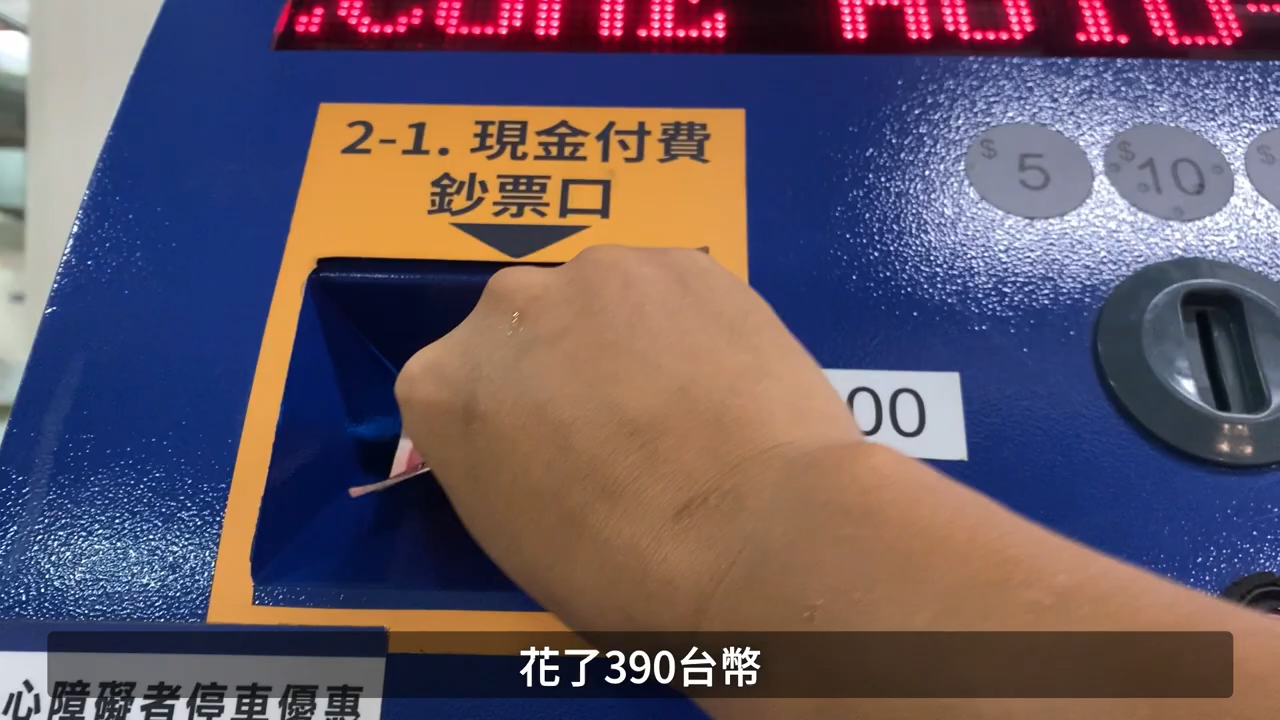 2-1. 現金付費
鈔票口
$ 5
$ 10
$
00
心障礙者停車優惠
花了390台幣